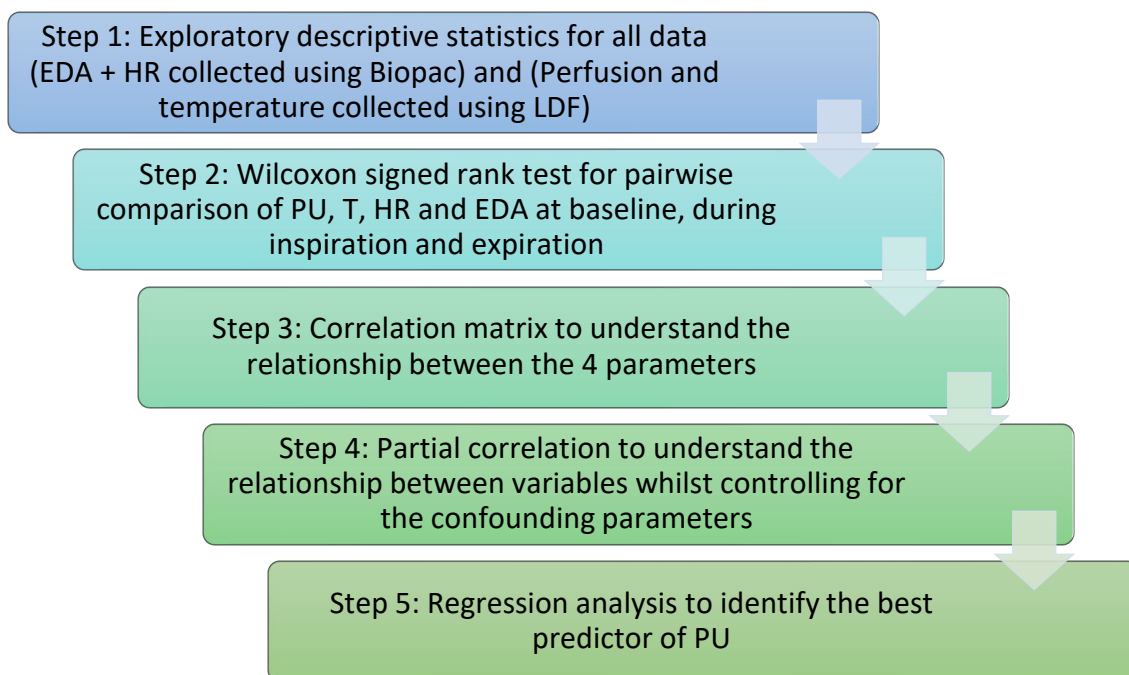 Step 1: Exploratory descriptive statistics for all data
(EDA + HR collected using Biopac) and (Perfusion and
temperature collected using LDF)
Step 2: Wilcoxon signed rank test for pairwise
comparison of PU, T, HR and EDA at baseline, during
inspiration and expiration
Step 3: Correlation matrix to understand the
relationship between the 4 parameters
Step 4: Partial correlation to understand the
relationship between variables whilst controlling for
the confounding parameters
Step 5: Regression analysis to identify the best
predictor of PU